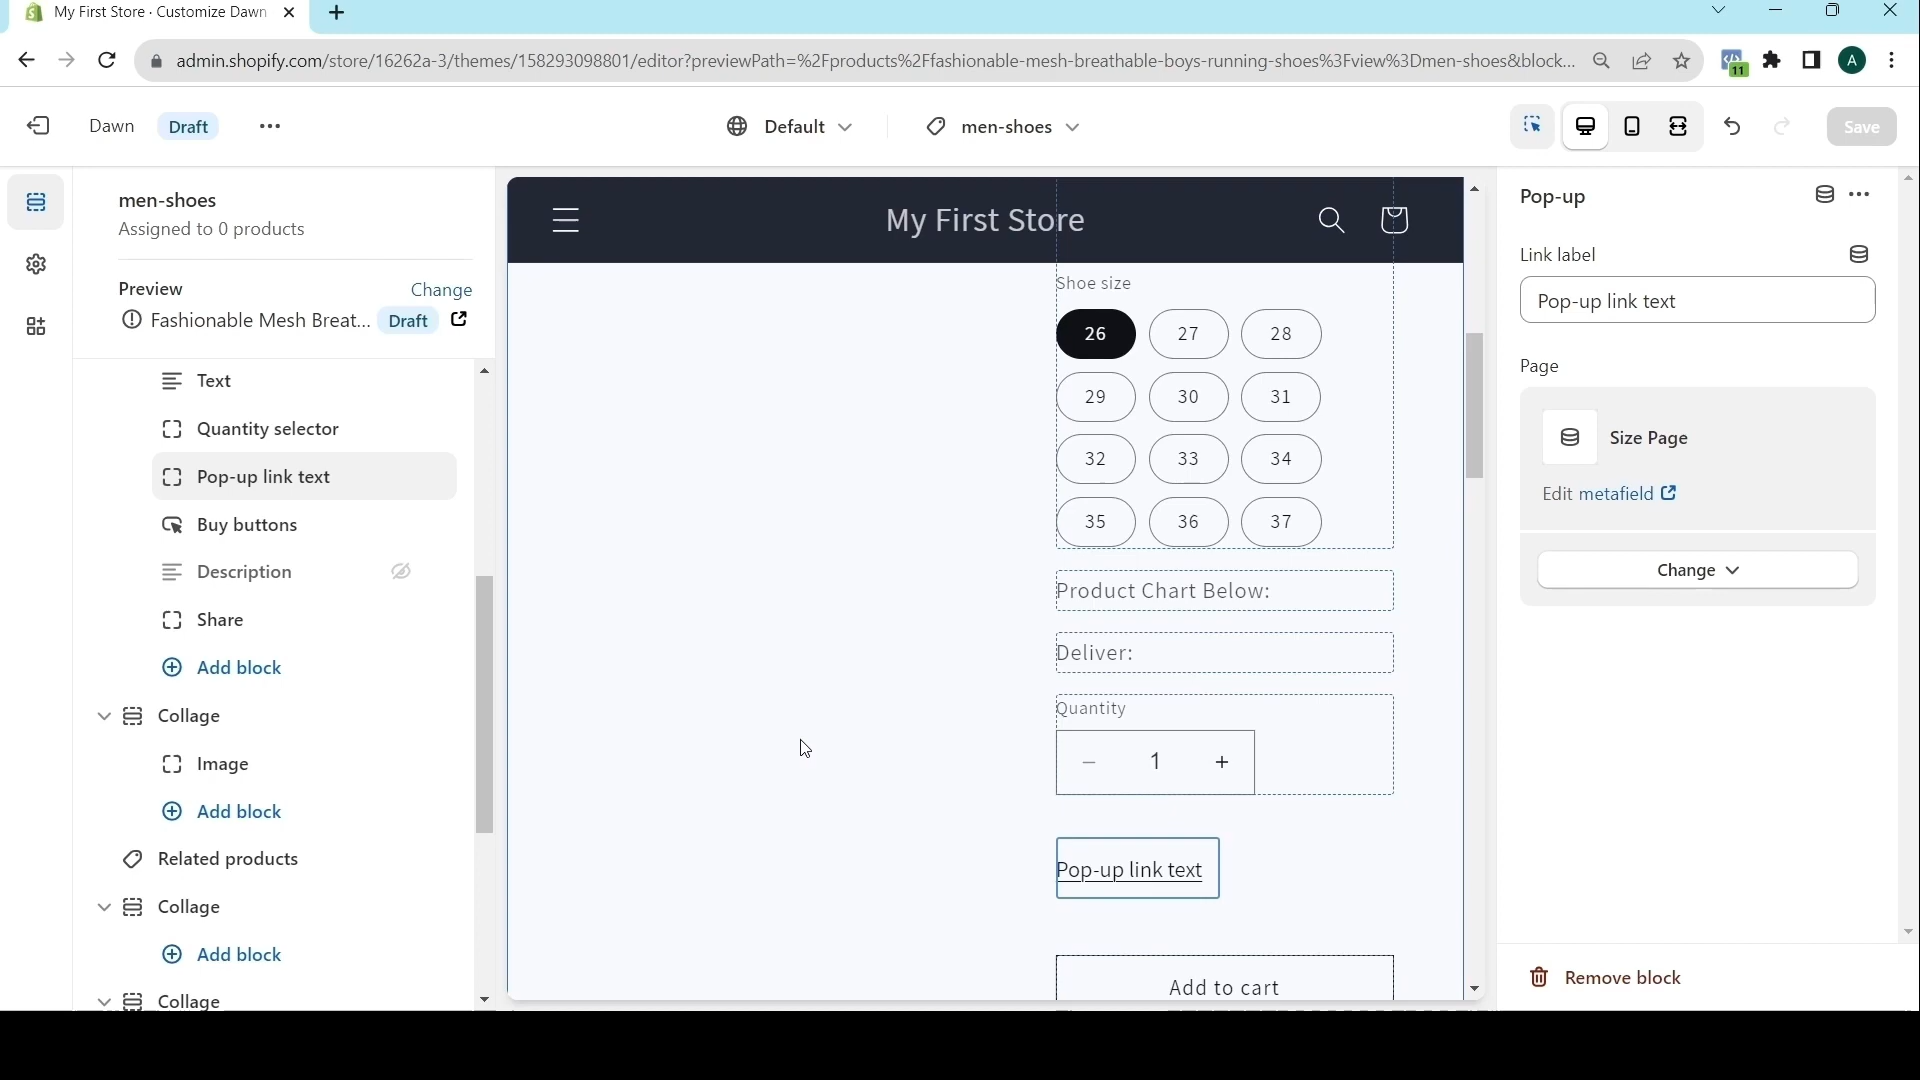 My First Store · Customize Dawn
admin.shopify.com/store/16262a-3/themes/158293098801/editor?previewPath=%2Fproducts%2Ffashionable-mesh-breathable-boys-running-shoes%3Fview%3Dmen-shoes&block...
11
A
Dawn
Draft
Default
men-shoes
Save
men-shoes
Assigned to 0 products
Preview
Change
Fashionable Mesh Breat...
Draft
Text
Quantity selector
Pop-up link text
Buy buttons
Description
Share
Add block
Collage
Image
Add block
Related products
Collage
Add block
Collage
My First Store
Shoe size
26 27 28
29 30 31
32 33 34
35 36 37
Product Chart Below:
Deliver:
Quantity
− 1 +
Pop-up link text
Add to cart
Pop-up
Link label
Pop-up link text
Page
Size Page
Edit metafield
Change
Remove block